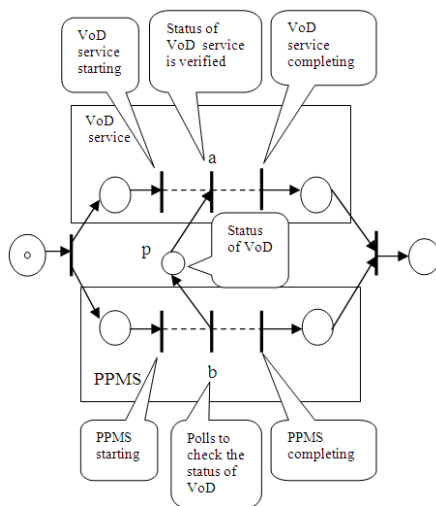 VoD
service
starting
Status of
VoD service
is verified
VoD
service
completing
VoD
service
a
p
Status
of VoD
PPMS
b
PPMS
starting
Polls to
check the
status of
VoD
PPMS
completing